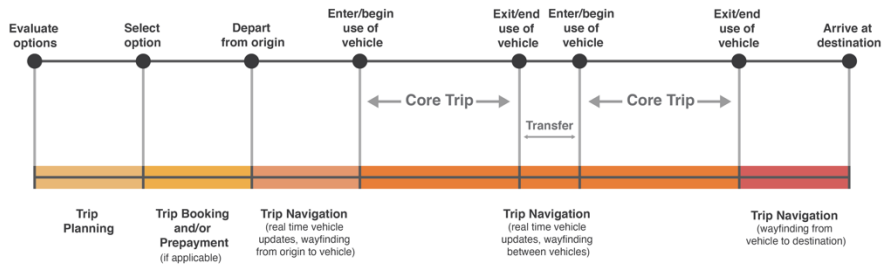 Evaluate
options
Select
option
Depart
from origin
Enter/begin
use of
vehicle
Exit/end
use of
vehicle
Enter/begin
use of
vehicle
Exit/end
use of
vehicle
Arrive at
destination
Core Trip
Transfer
Core Trip
Trip
Planning
Trip Booking
and/or
Prepayment
(if applicable)
Trip Navigation
(real time vehicle
updates, wayfinding
from origin to vehicle)
Trip Navigation
(real time vehicle
updates, wayfinding
between vehicles)
Trip Navigation
(wayfinding from
vehicle to destination)